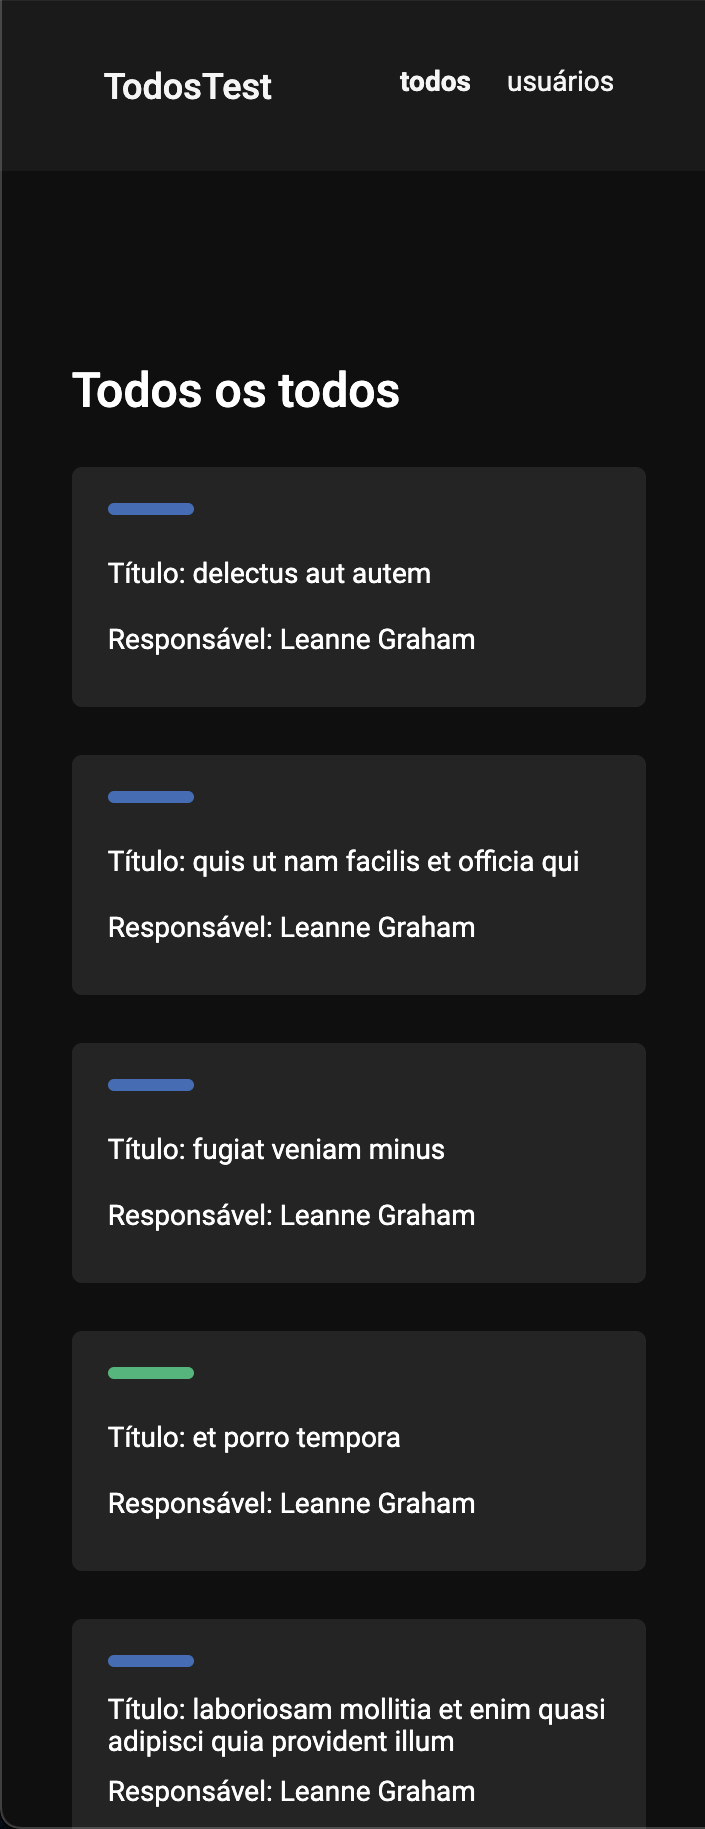 TodosTest
todos
usuários
Todos os todos
Título: delectus aut autem
Responsável: Leanne Graham
Título: quis ut nam facilis et officia qui
Responsável: Leanne Graham
Título: fugiat veniam minus
Responsável: Leanne Graham
Título: et porro tempora
Responsável: Leanne Graham
Título: laboriosam mollitia et enim quasi
adipisci quia provident illum
Responsável: Leanne Graham